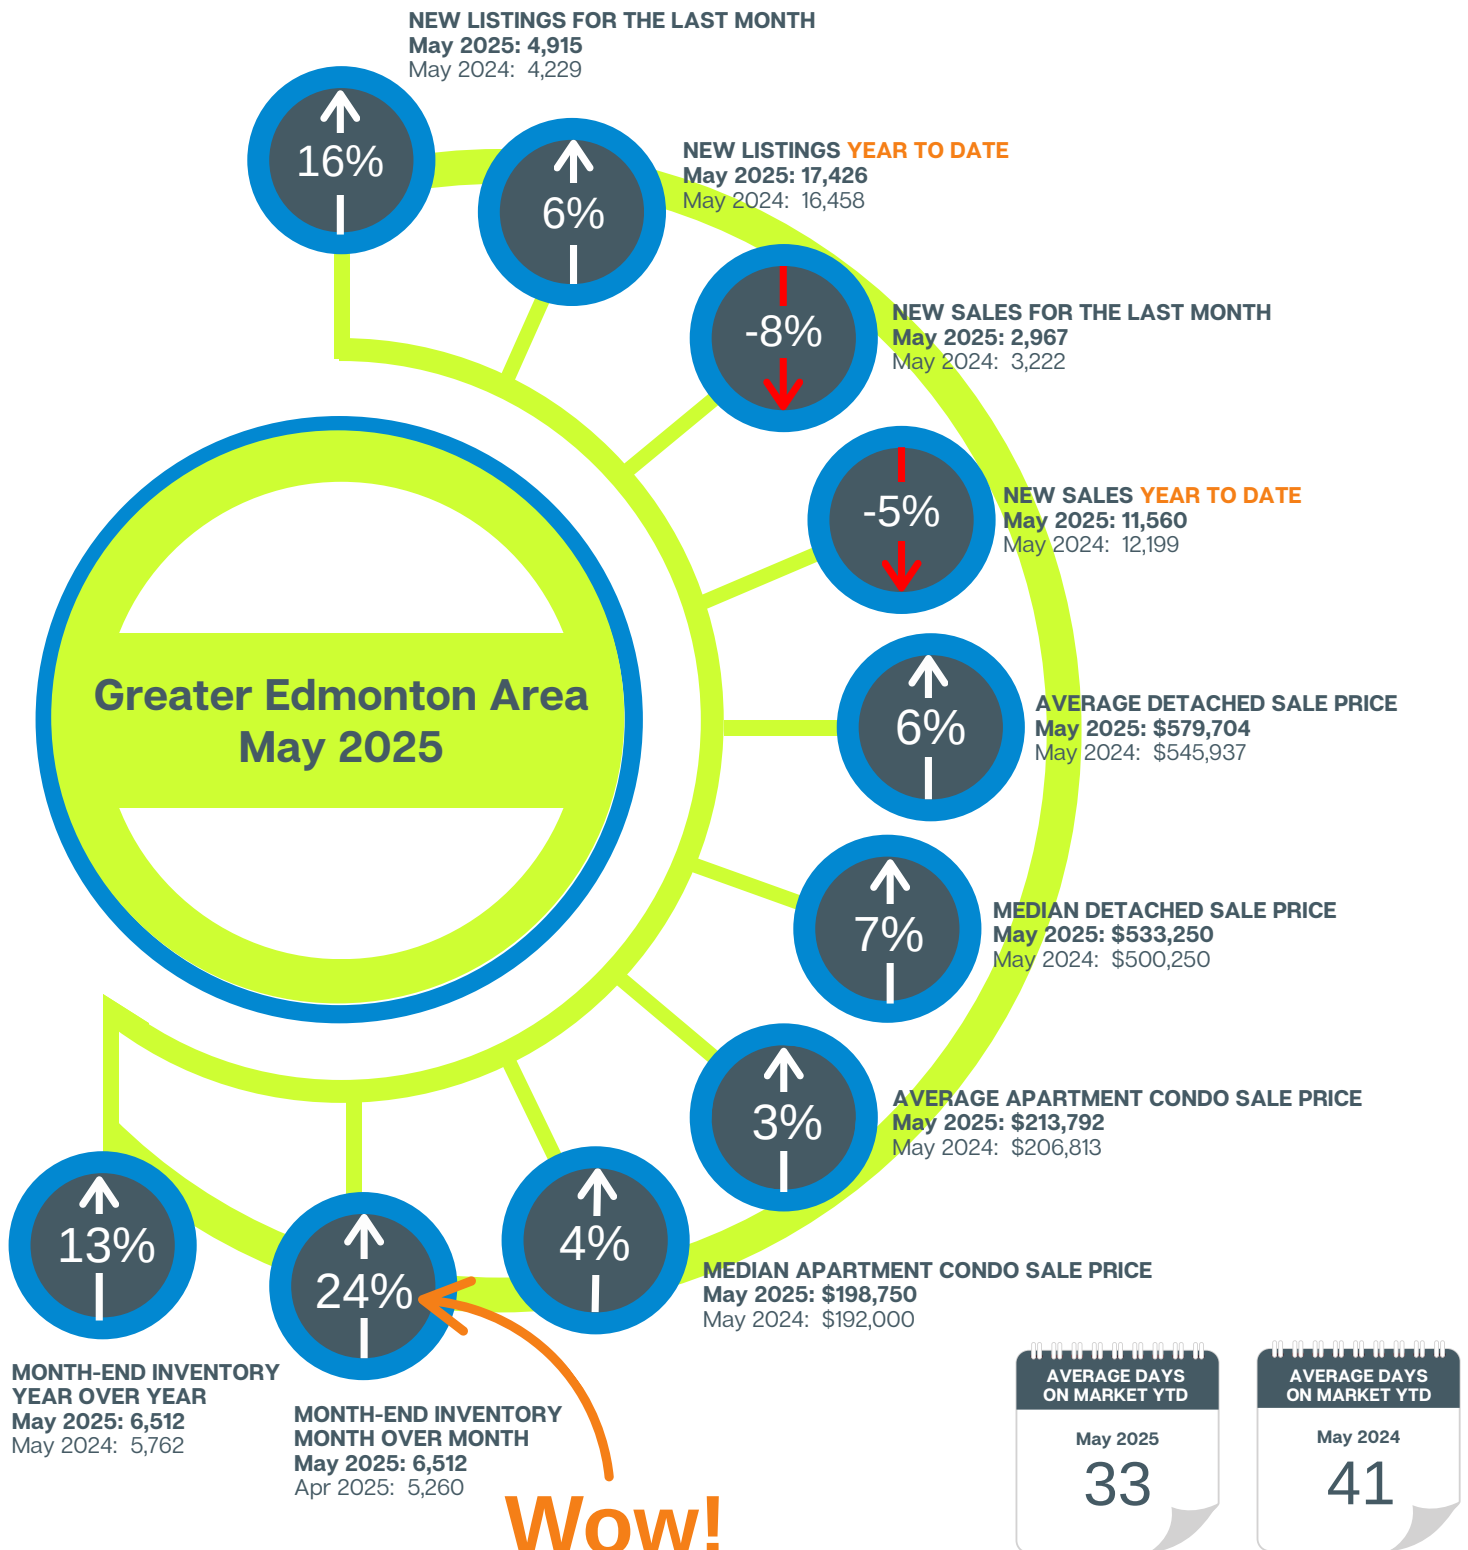 NEW LISTINGS FOR THE LAST MONTH
May 2025: 4,915
May 2024: 4,229
16%
NEW LISTINGS YEAR TO DATE
May 2025: 17,426
May 2024: 16,458
6%
NEW SALES FOR THE LAST MONTH
May 2025: 2,967
May 2024: 3,222
-8%
NEW SALES YEAR TO DATE
May 2025: 11,560
May 2024: 12,199
-5%
Greater Edmonton Area
May 2025
AVERAGE DETACHED SALE PRICE
May 2025: $579,704
May 2024: $545,937
6%
MEDIAN DETACHED SALE PRICE
May 2025: $533,250
May 2024: $500,250
7%
AVERAGE APARTMENT CONDO SALE PRICE
May 2025: $213,792
May 2024: $206,813
3%
MEDIAN APARTMENT CONDO SALE PRICE
May 2025: $198,750
May 2024: $192,000
4%
24%
MONTH-END INVENTORY
MONTH OVER MONTH
May 2025: 6,512
Apr 2025: 5,260
Wow!
13%
MONTH-END INVENTORY
YEAR OVER YEAR
May 2025: 6,512
May 2024: 5,762
AVERAGE DAYS
ON MARKET YTD
May 2025
33
AVERAGE DAYS
ON MARKET YTD
May 2024
41